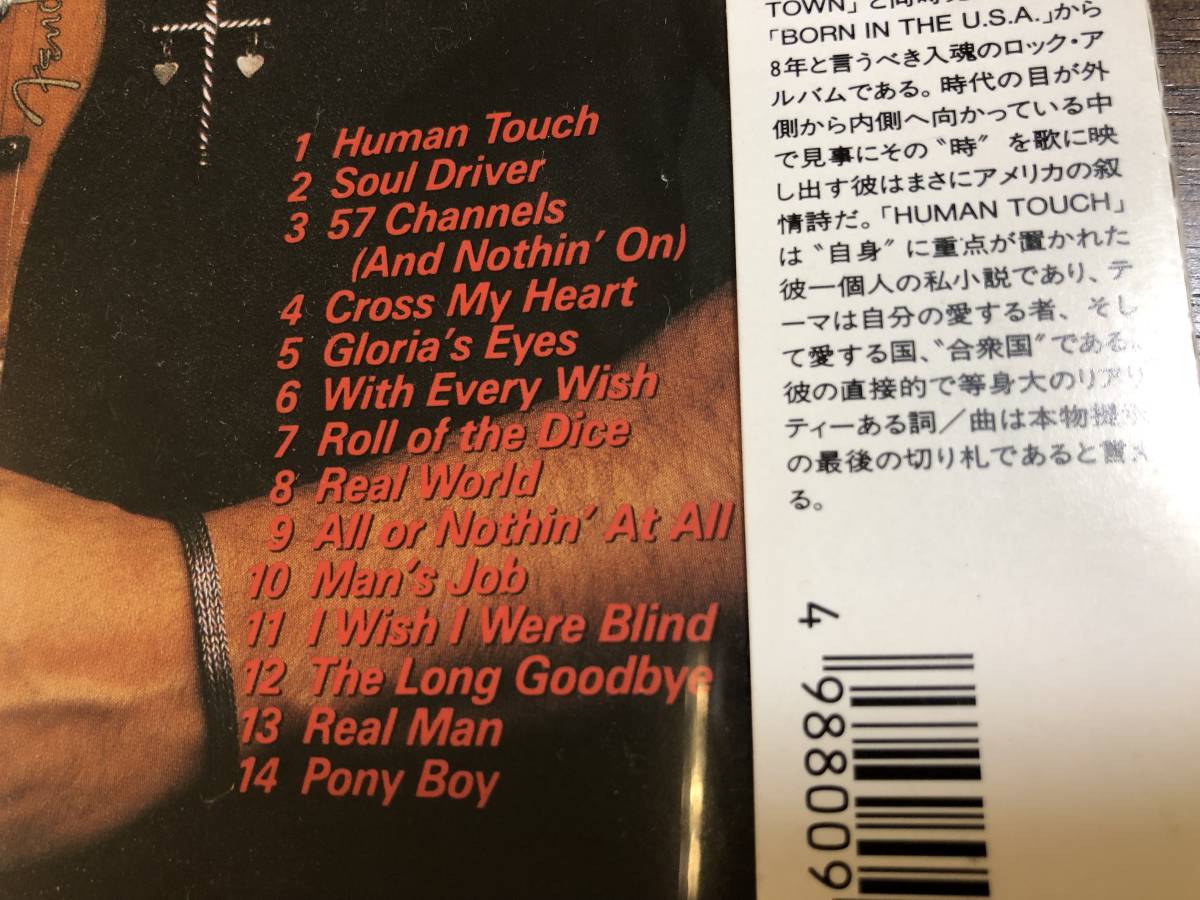 1 Human Touch
2 Soul Driver
3 57 Channels
(And Nothin' On)
4 Cross My Heart
5 Gloria's Eyes
6 With Every Wish
7 Roll of the Dice
8 Real World
9 All or Nothin' At All
10 Man's Job
11 I Wish I Were Blind
12 The Long Goodbye
13 Real Man
14 Pony Boy
TOWN」と同時
「BORN IN THE U.S.A.」から
8年と言うべき入魂のロック・ア
ルバムである。時代の目が外
側から内側へ向かっている中
で見事にその〝時〟を歌に映
し出す彼はまさにアメリカの叙
情詩だ。「HUMAN TOUCH」
は〝自身〟に重点が置かれた
彼一個人の私小説であり、テ
ーマは自分の愛する者、そし
て愛する国、〝合衆国〟である。
彼の直接的で等身大のリアリ
ティーある詞／曲は本物
の最後の切り札であると言え
る。
4
988009